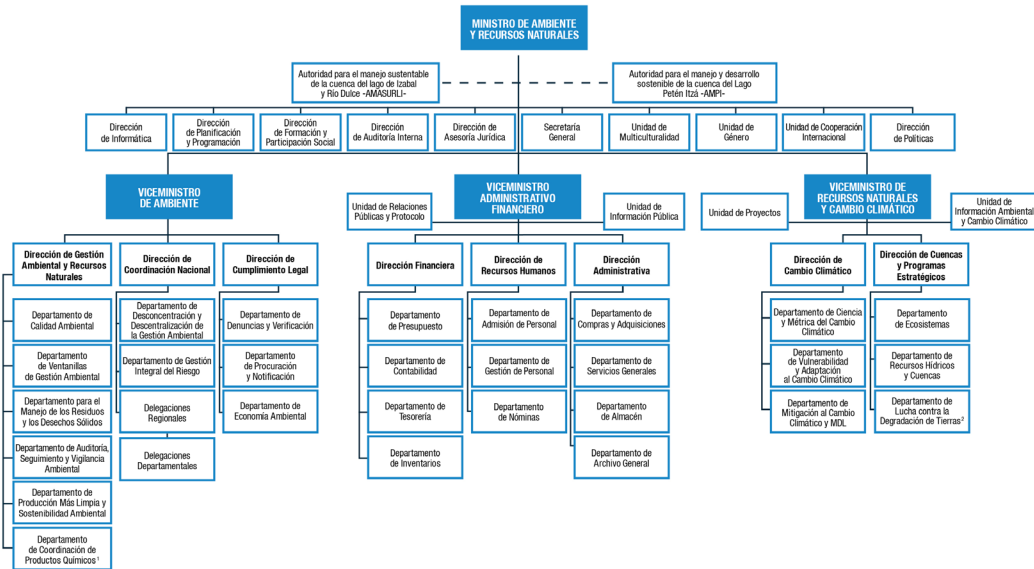 MINISTRO DE AMBIENTE
Y RECURSOS NATURALES
Autoridad para el manejo sustentable
de la cuenca del lago de Izabal
y Río Dulce -AMASURLI-
Autoridad para el manejo y desarrollo
sostenible de la cuenca del Lago
Petén Itzá -AMPI-
Dirección
de Informática
Dirección
de Planificación
y Programación
Dirección
de Formación y
Participación Social
Dirección
de Auditoría Interna
Dirección de
Asesoría Jurídica
Secretaría
General
Unidad de
Multiculturalidad
Unidad de
Género
Unidad de Cooperación
Internacional
Dirección
de Políticas
VICEMINISTRO
DE AMBIENTE
Unidad de Relaciones
Públicas y Protocolo
VICEMINISTRO
ADMINISTRATIVO
FINANCIERO
Unidad de
Información Pública
Unidad de Proyectos
VICEMINISTRO DE
RECURSOS NATURALES
Y CAMBIO CLIMÁTICO
Unidad de
Información Ambiental
y Cambio Climático
Dirección de Gestión
Ambiental y Recursos
Naturales
Departamento de
Calidad Ambiental
Departamento
de Ventanillas
de Gestión Ambiental
Departamento para el
Manejo de los Residuos
y los Desechos Sólidos
Departamento de Auditoría,
Seguimiento y Vigilancia
Ambiental
Departamento de
Producción Más Limpia y
Sostenibilidad Ambiental
Departamento
de Coordinación de
Productos Químicos ¹
Dirección de
Coordinación Nacional
Departamento de
Desconcentración y
Descentralización de
la Gestión Ambiental
Departamento de Gestión
Integral del Riesgo
Delegaciones
Regionales
Delegaciones
Departamentales
Dirección de
Cumplimiento Legal
Departamento de
Denuncias y Verificación
Departamento
de Procuración
y Notificación
Departamento de
Economía Ambiental
Dirección Financiera
Departamento
de Presupuesto
Departamento de
Contabilidad
Departamento de
Tesorería
Departamento
de Inventarios
Dirección de
Recursos Humanos
Departamento de
Admisión de Personal
Departamento de
Gestión de Personal
Departamento
de Nóminas
Dirección
Administrativa
Departamento de
Compras y Adquisiciones
Departamento de
Servicios Generales
Departamento
de Almacén
Departamento de
Archivo General
Dirección de
Cambio Climático
Departamento de Ciencia
y Métrica del Cambio
Climático
Departamento
de Vulnerabilidad
y Adaptación
al Cambio Climático
Departamento de
Mitigación al Cambio
Climático y MDL
Dirección de Cuencas
y Programas
Estratégicos
Departamento
de Ecosistemas
Departamento de
Recursos Hídricos
y Cuencas
Departamento de
Lucha contra la
Degradación de Tierras ²